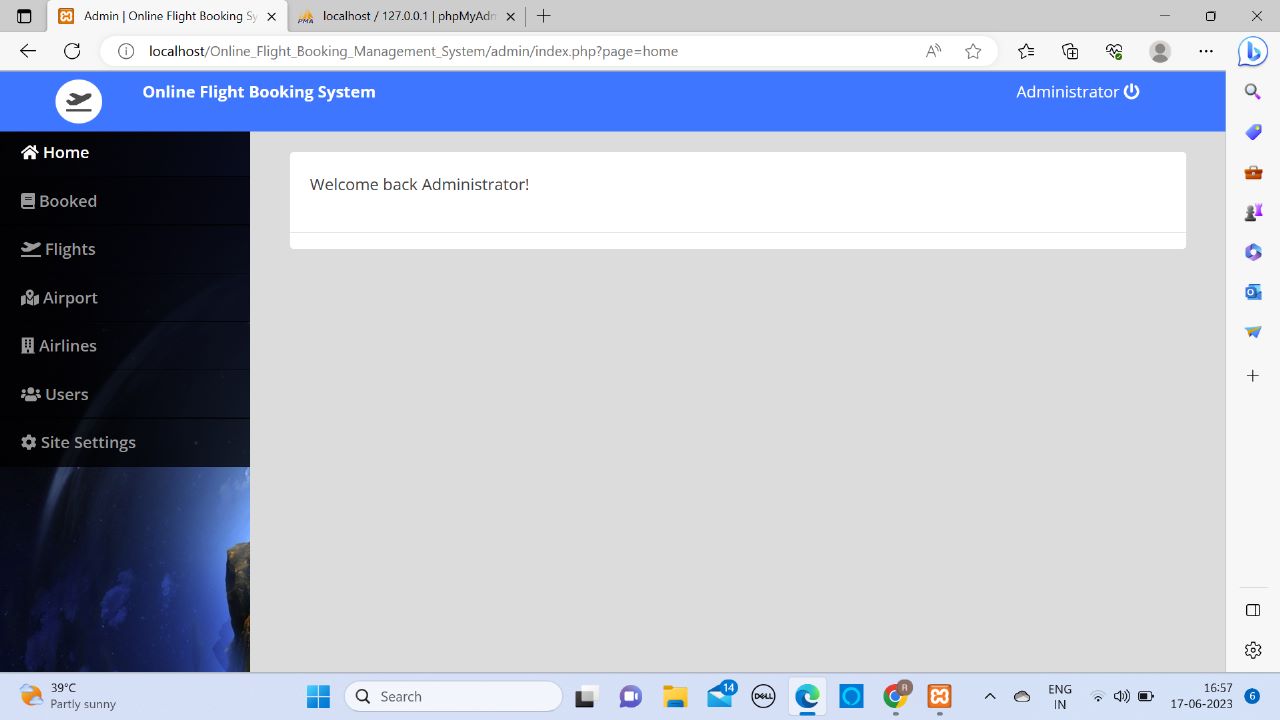 Admin | Online Flight Booking Sy
localhost / 127.0.0.1 | phpMyAdm
localhost/Online_Flight_Booking_Management_System/admin/index.php?page=home
Online Flight Booking System
Administrator
Home
Welcome back Administrator!
Booked
Flights
Airport
Airlines
Users
Site Settings
39°C
Partly sunny
Search
14
DELL
R
ENG
IN
16:57
17-06-2023
6